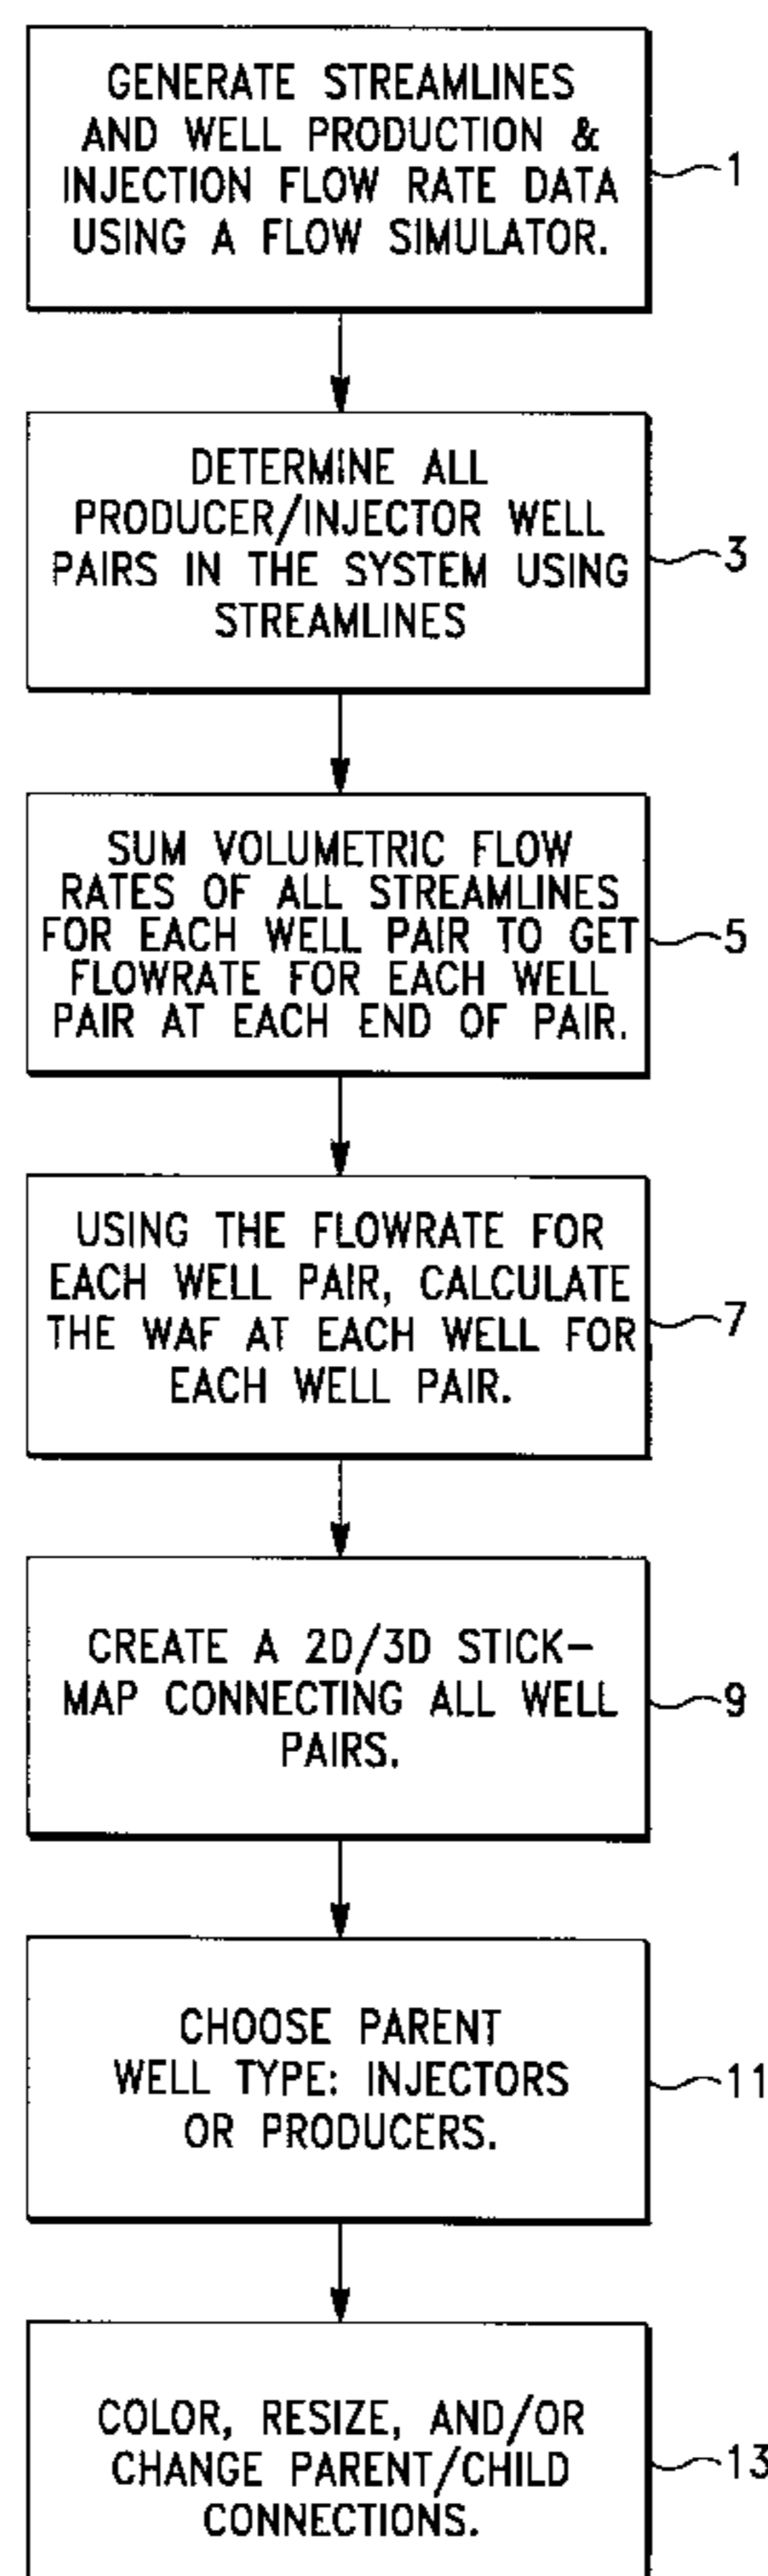 GENERATE STREAMLINES
AND WELL PRODUCTION &
INJECTION FLOW RATE DATA
USING A FLOW SIMULATOR.
1
DETERMINE ALL
PRODUCER/INJECTOR WELL
PAIRS IN THE SYSTEM USING
STREAMLINES
3
SUM VOLUMETRIC FLOW
RATES OF ALL STREAMLINES
FOR EACH WELL PAIR TO GET
FLOWRATE FOR EACH WELL
PAIR AT EACH END OF PAIR.
5
USING THE FLOWRATE FOR
EACH WELL PAIR, CALCULATE
THE WAF AT EACH WELL FOR
EACH WELL PAIR.
7
CREATE A 2D/3D STICK-
MAP CONNECTING ALL WELL
PAIRS.
9
CHOOSE PARENT
WELL TYPE: INJECTORS
OR PRODUCERS.
11
COLOR, RESIZE, AND/OR
CHANGE PARENT/CHILD
CONNECTIONS.
13